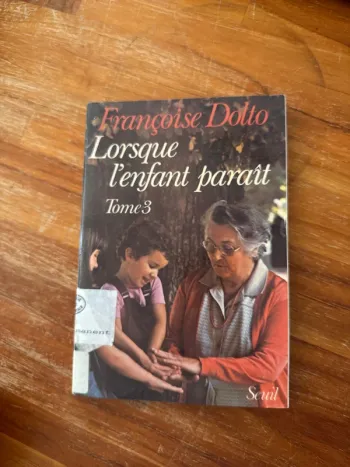 Françoise Dolto
Lorsque
l'enfant paraît
Tome 3
Seuil